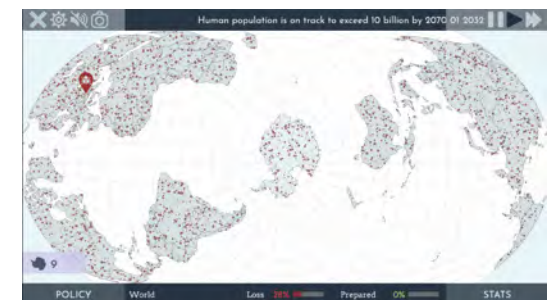 Human population is on track to exceed 10 billion by 2070 01 2032
9
POLICY World Loss 28% Prepared 0% STATS